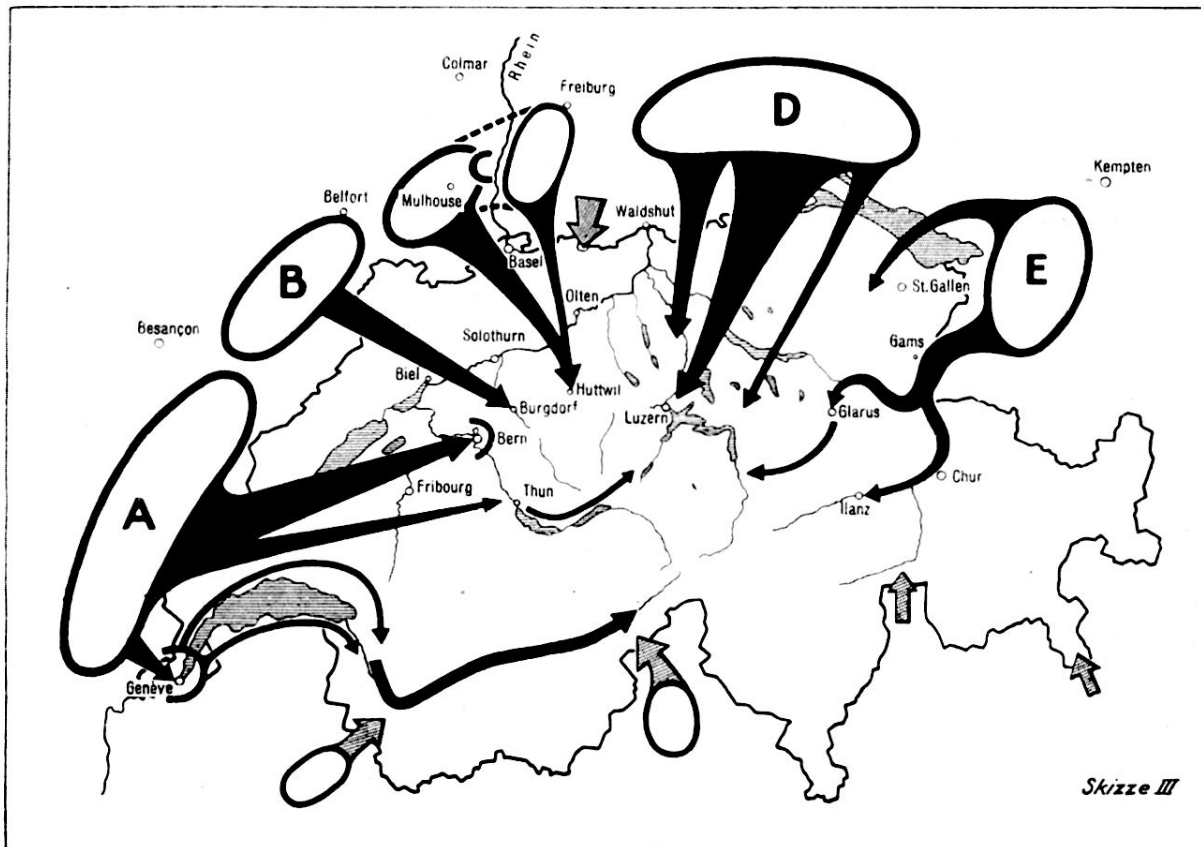 Colmar
Rhein
Freiburg
D
Kempten
Belfort
Mulhouse
Waldshut
Basel
B
E
St.Gallen
Olten
Besançon
Solothurn
Gams
Biel
Huttwil
Burgdorf
Luzern
Glarus
Bern
A
Fribourg
Thun
Chur
Ilanz
Genève
Skizze III